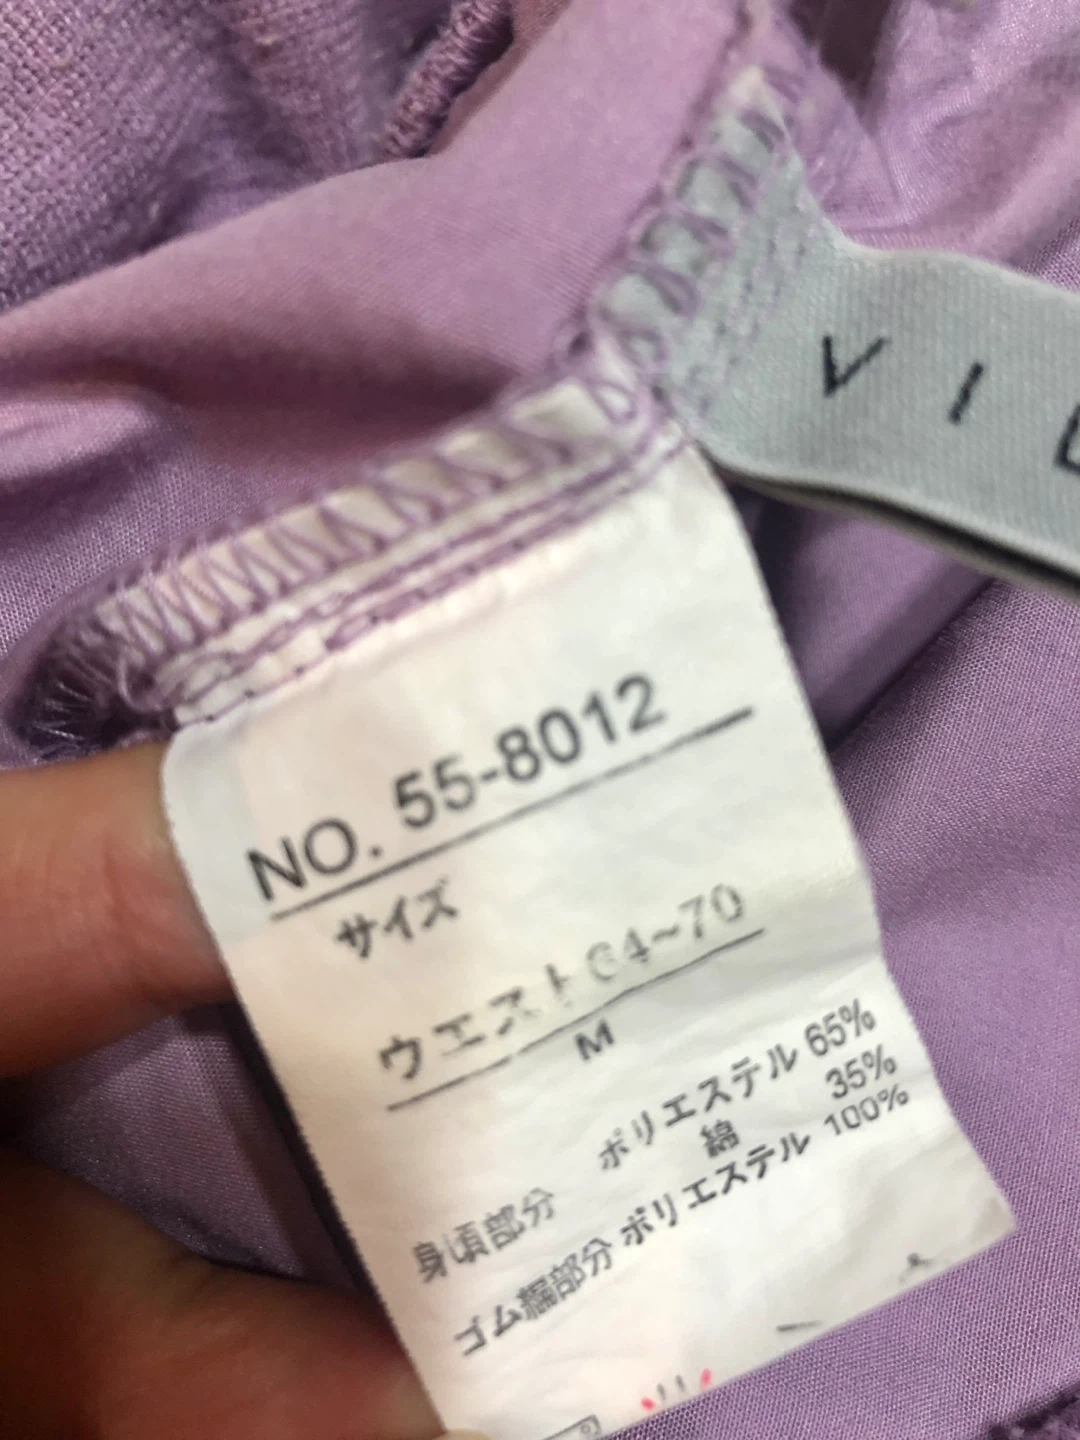 NO. 55-8012
サイズ
ウエスト64~70
M
ポリエステル 65%
身頃部分 綿 35%
ゴム編部分 ポリエステル 100%